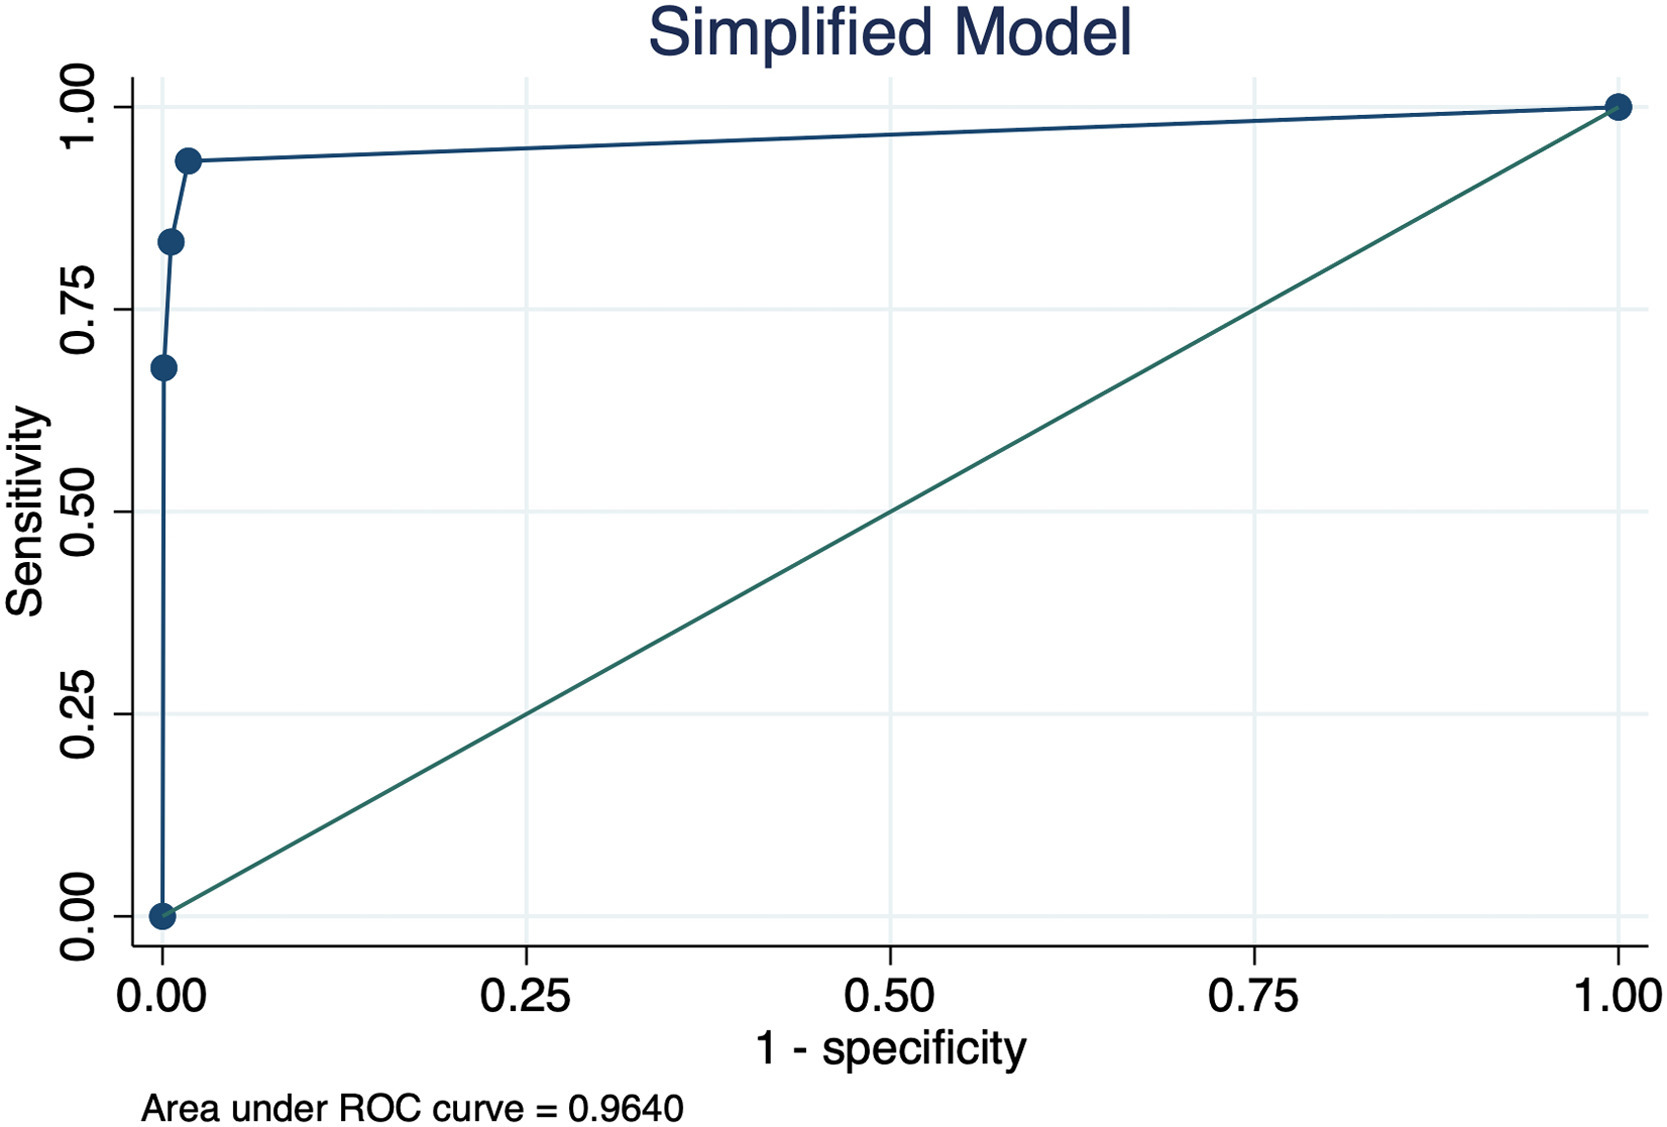 Simplified Model
Sensitivity
1.00
0.75
0.50
0.25
0.00
0.00 0.25 0.50 0.75 1.00
1 - specificity
Area under ROC curve = 0.9640